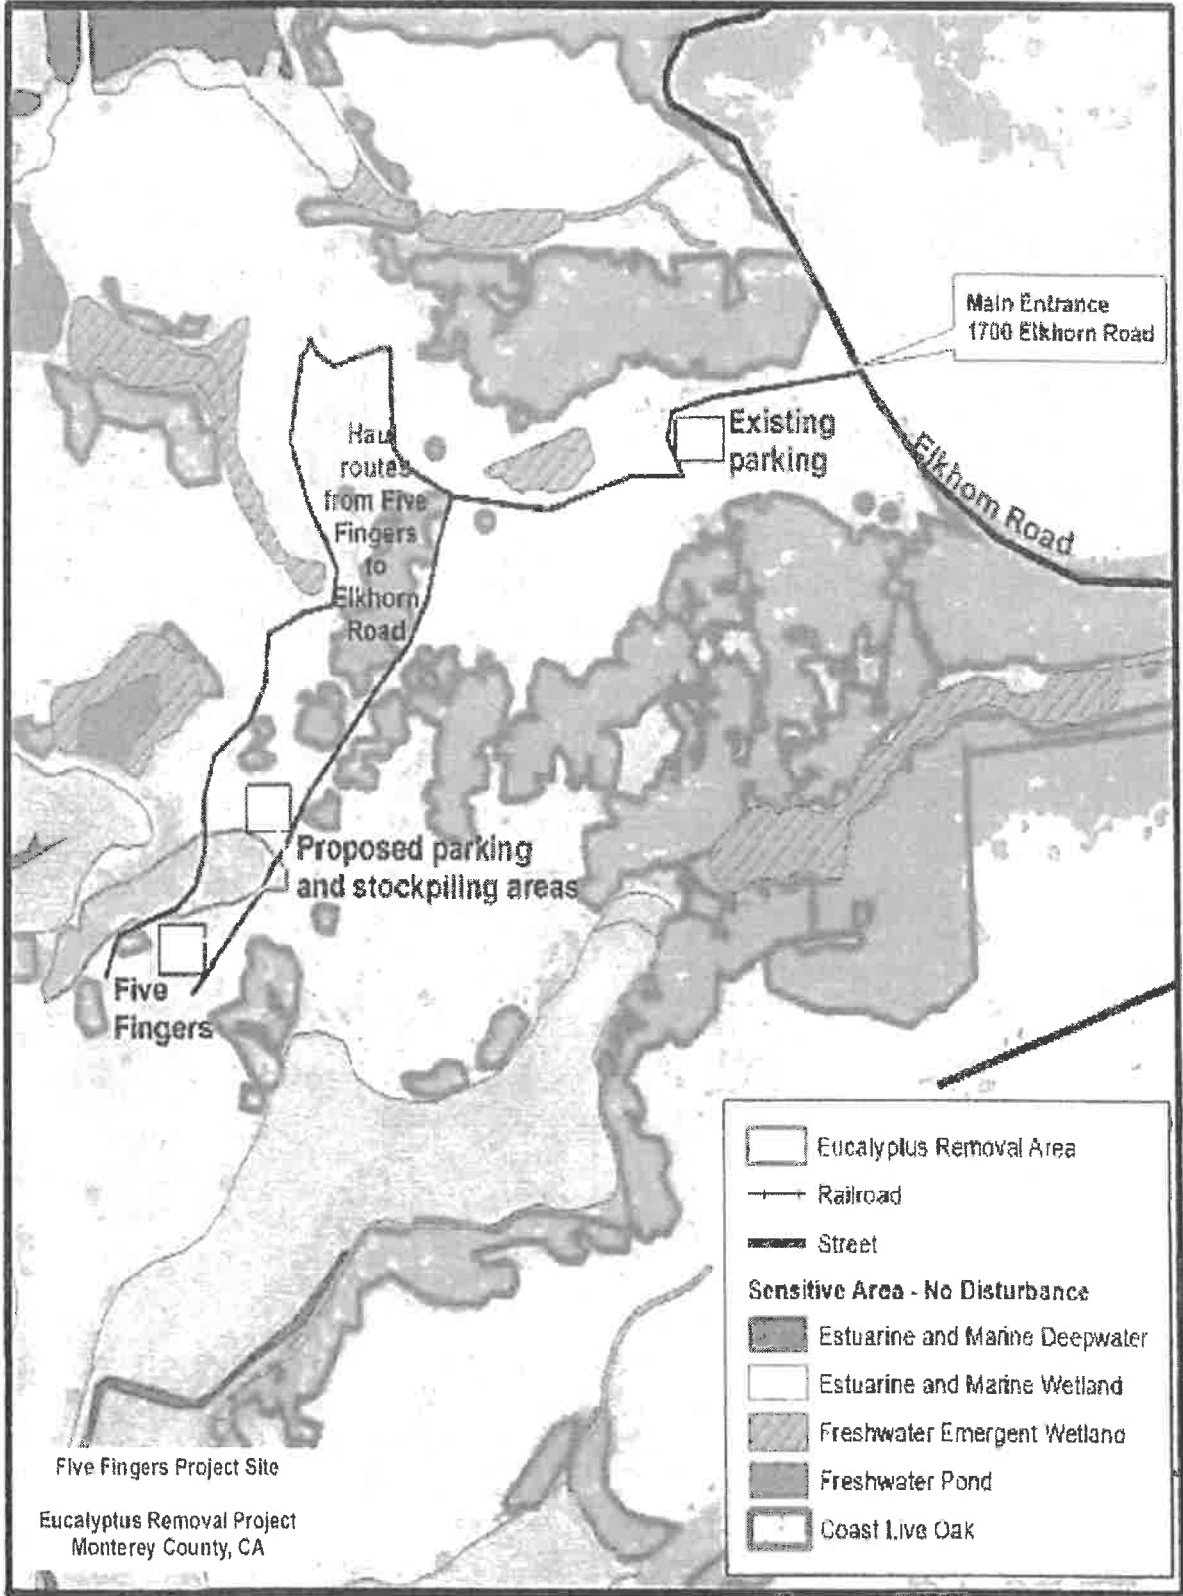 Main Entrance
1700 Elkhorn Road
Existing
parking
Elkhorn Road
Haul
routes
from Five
Fingers
to
Elkhorn
Road
Proposed parking
and stockpiling areas
Five
Fingers
Eucalyptus Removal Area
Railroad
Street
Sensitive Area - No Disturbance
Estuarine and Marine Deepwater
Estuarine and Marine Wetland
Freshwater Emergent Wetland
Freshwater Pond
Coast Live Oak
Five Fingers Project Site
Eucalyptus Removal Project
Monterey County, CA